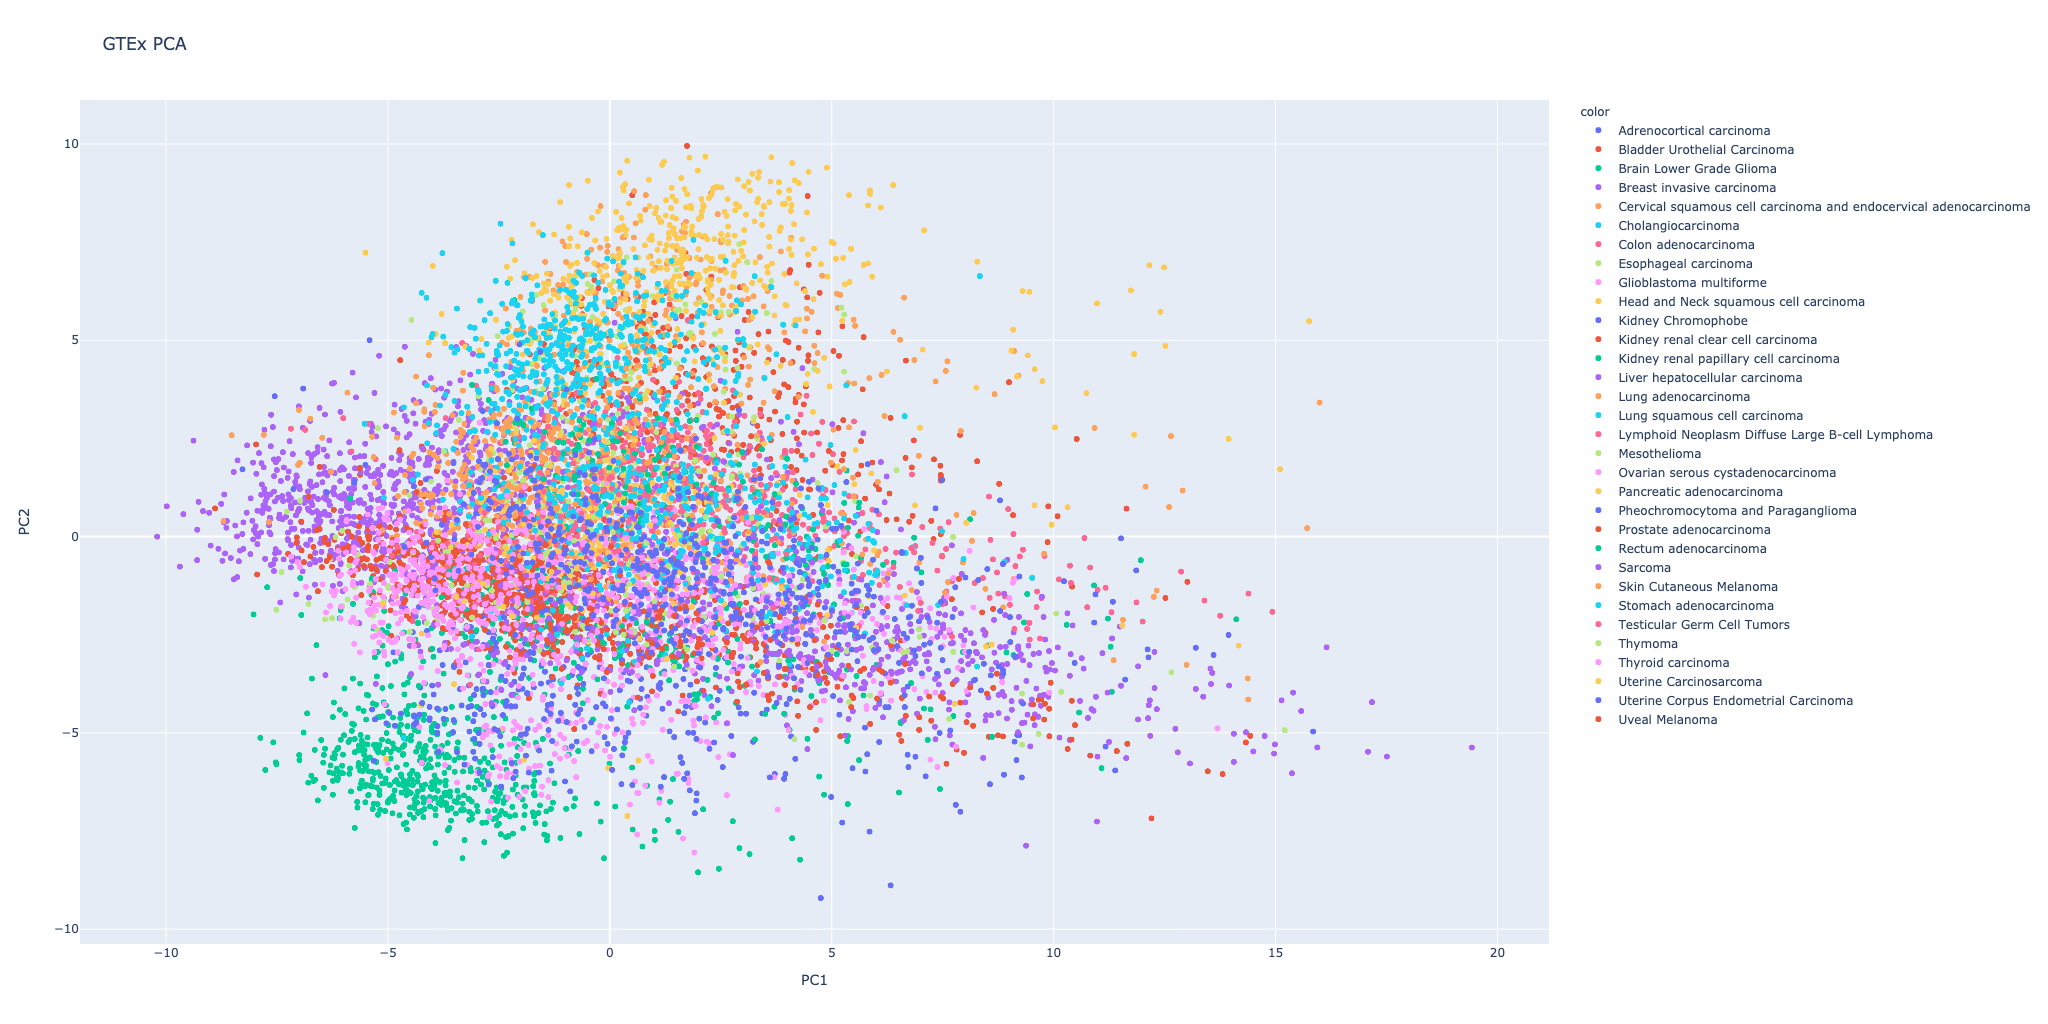 GTEx PCA
10
5
0
−5
−10
PC2
−10
−5
0
5
10
15
20
PC1
color
Adrenocortical carcinoma
Bladder Urothelial Carcinoma
Brain Lower Grade Glioma
Breast invasive carcinoma
Cervical squamous cell carcinoma and endocervical adenocarcinoma
Cholangiocarcinoma
Colon adenocarcinoma
Esophageal carcinoma
Glioblastoma multiforme
Head and Neck squamous cell carcinoma
Kidney Chromophobe
Kidney renal clear cell carcinoma
Kidney renal papillary cell carcinoma
Liver hepatocellular carcinoma
Lung adenocarcinoma
Lung squamous cell carcinoma
Lymphoid Neoplasm Diffuse Large B-cell Lymphoma
Mesothelioma
Ovarian serous cystadenocarcinoma
Pancreatic adenocarcinoma
Pheochromocytoma and Paraganglioma
Prostate adenocarcinoma
Rectum adenocarcinoma
Sarcoma
Skin Cutaneous Melanoma
Stomach adenocarcinoma
Testicular Germ Cell Tumors
Thymoma
Thyroid carcinoma
Uterine Carcinosarcoma
Uterine Corpus Endometrial Carcinoma
Uveal Melanoma